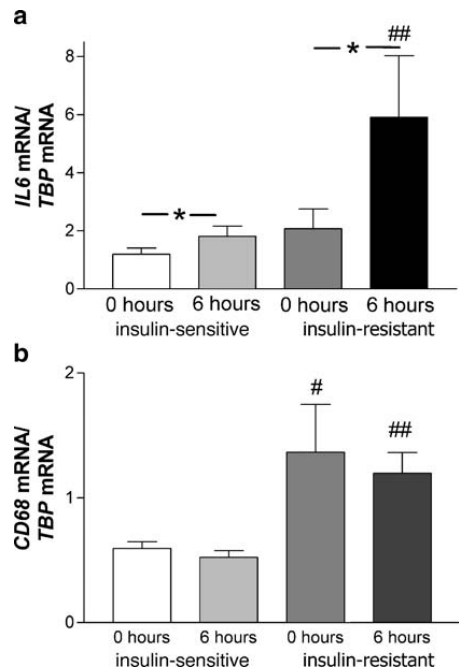 a
IL6 mRNA/
TBP mRNA
8
6
4
2
0
*
*
##
0 hours 6 hours 0 hours 6 hours
insulin-sensitive insulin-resistant
b
CD68 mRNA/
TBP mRNA
2
1
0
#
##
0 hours 6 hours 0 hours 6 hours
insulin-sensitive insulin-resistant